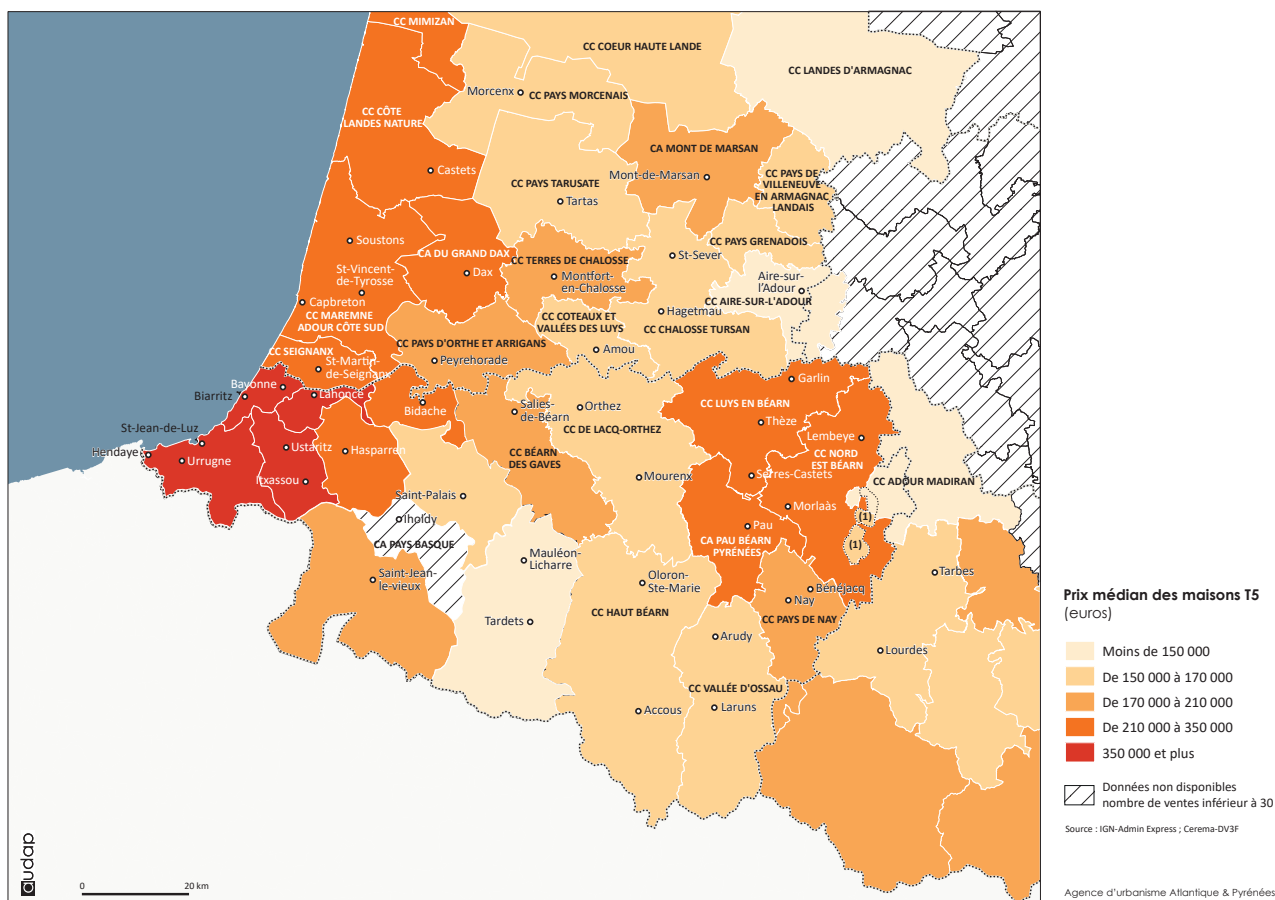 CC MIMIZAN
CC COEUR HAUTE LANDE
CC LANDES D'ARMAGNAC
Morcenx
CC PAYS MORCENAIS
CC CÔTE
LANDES NATURE
CA MONT DE MARSAN
Mont-de-Marsan
Castets
CC PAYS TARUSATE
Tartas
CC PAYS DE
VILLENEUVE
EN ARMAGNAC
LANDAIS
Soustons
CC PAYS GRENADOIS
CA DU GRAND DAX
Dax
CC TERRES DE CHALOSSE
Montfort-
en-Chalosse
St-Sever
St-Vincent-
de-Tyrosse
Aire-sur-
l'Adour
CC AIRE-SUR-L'ADOUR
Capbreton
CC MAREMNE
ADOUR CÔTE SUD
Hagetmau
CC COTEAUX ET
VALLÉES DES LUYS
CC CHALOSSE TURSAN
Amou
CC PAYS D'ORTHE ET ARRIGANS
Peyrehorade
CC SEIGNANX
St-Martin-
de-Seignanx
Bayonne
Biarritz
Lahonce
Bidache
Garlin
CC LUYS EN BÉARN
Thèze
Salies-
de-Béarn
Orthez
CC DE LACQ-ORTHEZ
Lembeye
CC NORD
EST BÉARN
St-Jean-de-Luz
Hendaye
Urrugne
Ustaritz
Hasparren
Itxassou
CC BÉARN
DES GAVES
Mourenx
Serres-Castets
CC ADOUR MADIRAN
Saint-Palais
Morlaàs
Iholdy
CA PAYS BASQUE
Pau
CA PAU BÉARN
PYRÉNÉES
(1)
(1)
Mauléon-
Licharre
Saint-Jean-
le-vieux
Oloron-
Ste-Marie
Tarbes
Bénéjacq
Nay
CC PAYS DE NAY
CC HAUT BÉARN
Tardets
Arudy
Lourdes
CC VALLÉE D'OSSAU
Accous
Laruns
Prix médian des maisons T5
(euros)
Moins de 150 000
De 150 000 à 170 000
De 170 000 à 210 000
De 210 000 à 350 000
350 000 et plus
Données non disponibles
nombre de ventes inférieur à 30
Source : IGN-Admin Express ; Cerema-DV3F
audap
0 20 km
Agence d'urbanisme Atlantique & Pyrénées